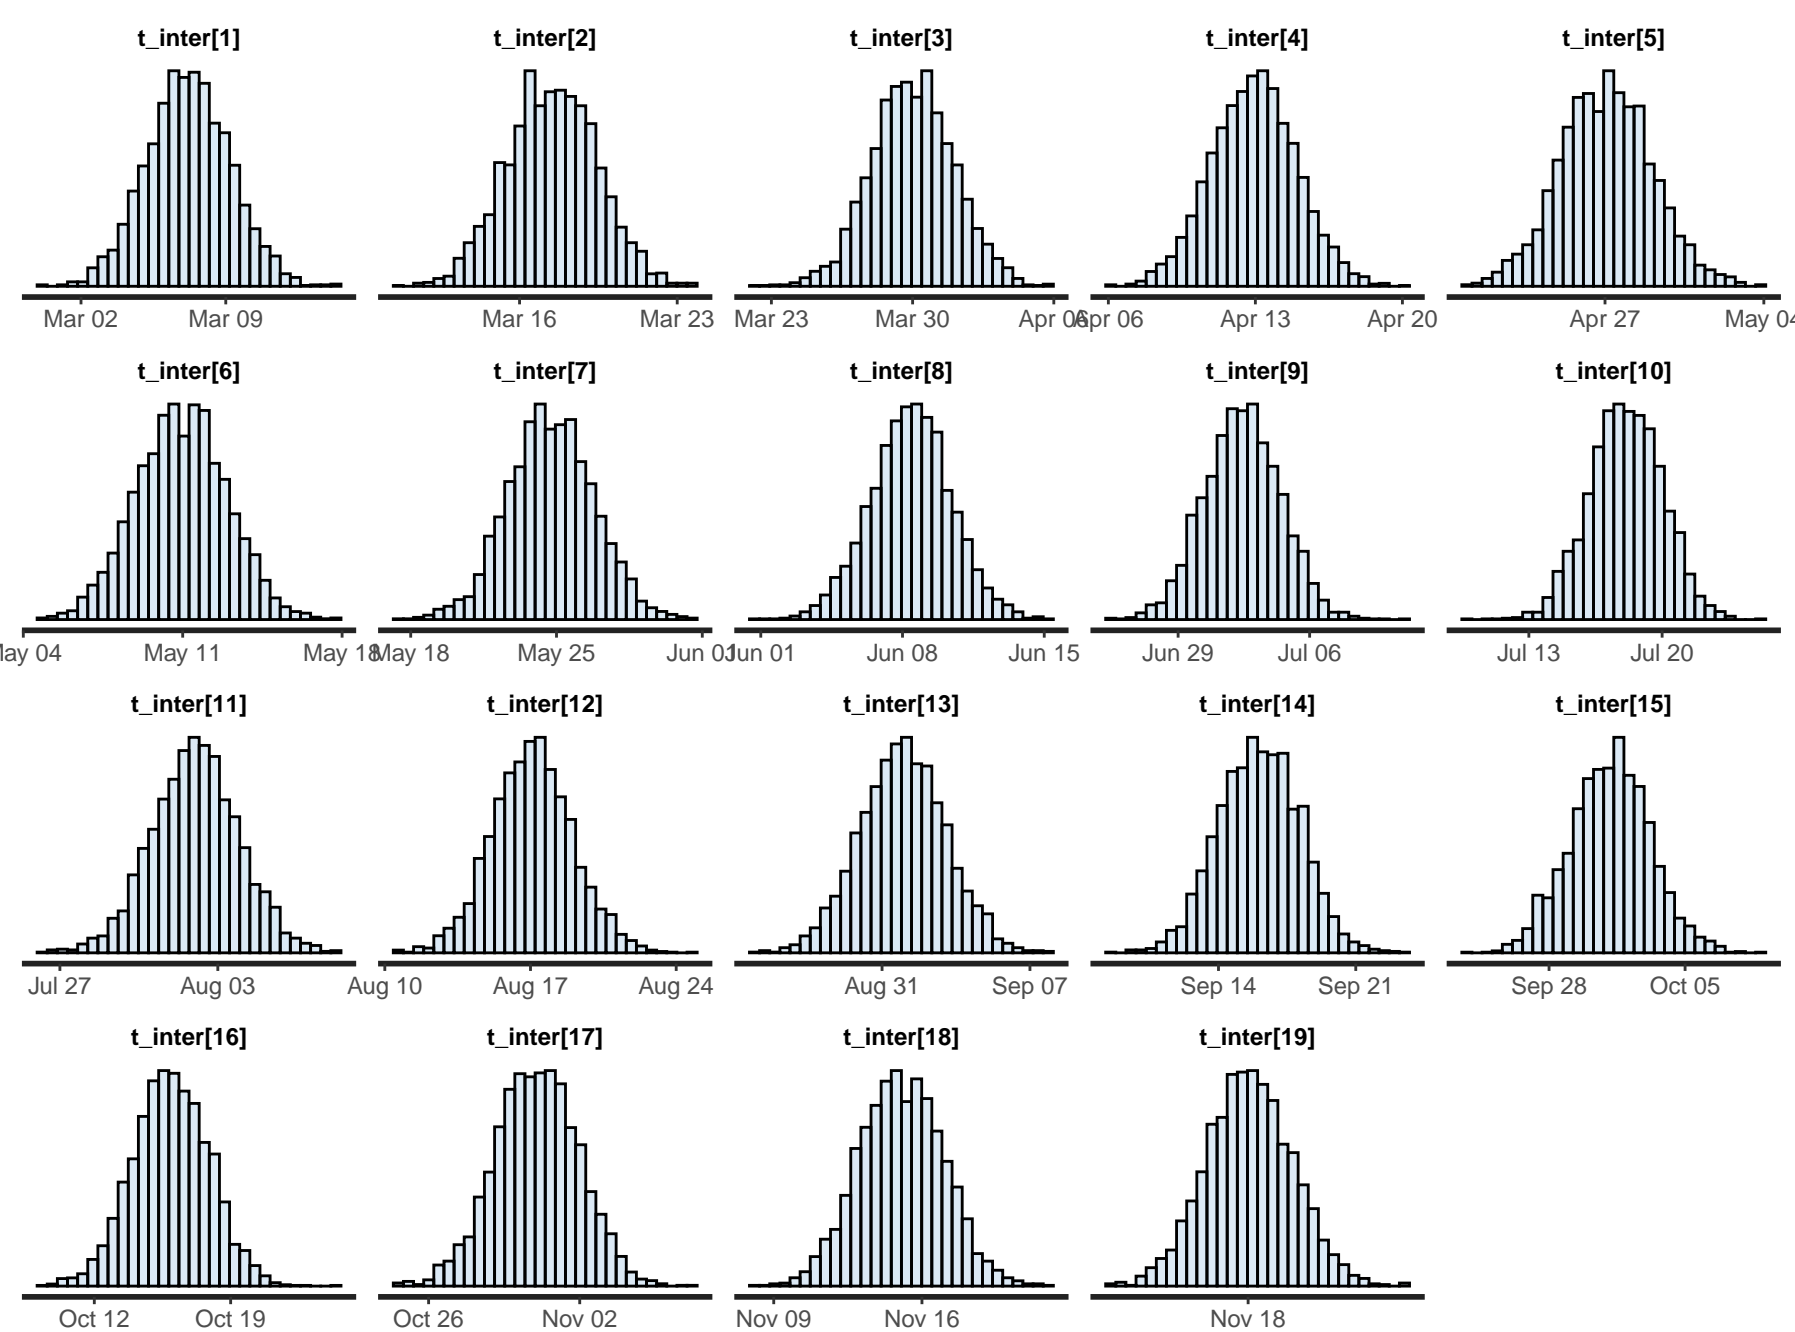 t_inter[1] t_inter[2] t_inter[3] t_inter[4] t_inter[5]
Mar 02 Mar 09 Mar 16 Mar 23 Mar 23 Mar 30 Apr 06 Apr 06 Apr 13 Apr 20 Apr 27 May 04
t_inter[6] t_inter[7] t_inter[8] t_inter[9] t_inter[10]
May 04 May 11 May 18 May 18 May 25 Jun 01 Jun 01 Jun 08 Jun 15 Jun 29 Jul 06 Jul 13 Jul 20
t_inter[11] t_inter[12] t_inter[13] t_inter[14] t_inter[15]
Jul 27 Aug 03 Aug 10 Aug 17 Aug 24 Aug 31 Sep 07 Sep 14 Sep 21 Sep 28 Oct 05
t_inter[16] t_inter[17] t_inter[18] t_inter[19]
Oct 12 Oct 19 Oct 26 Nov 02 Nov 09 Nov 16 Nov 18